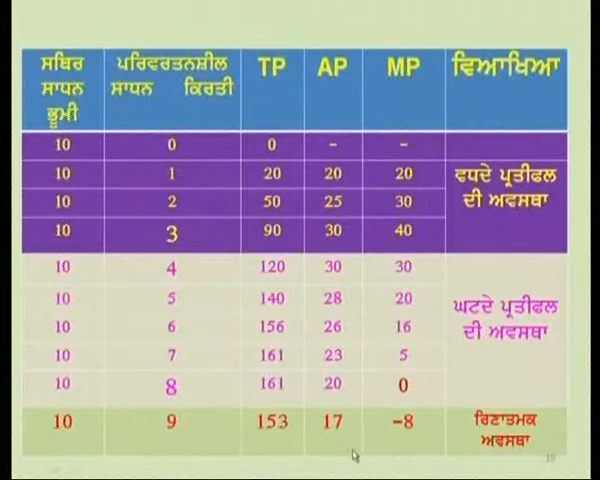 ਸਥਿਰ ਸਾਧਨ ਭੂਮੀ ਪਰਿਵਰਤਨਸ਼ੀਲ ਸਾਧਨ ਕਿਰਤੀ TP AP MP ਵਿਆਖਿਆ
10 0 0 – –
10 1 20 20 20 ਵਧਦੇ ਪ੍ਰਤੀਫਲ
10 2 50 25 30 ਦੀ ਅਵਸਥਾ
10 3 90 30 40
10 4 120 30 30
10 5 140 28 20 ਘਟਦੇ ਪ੍ਰਤੀਫਲ
10 6 156 26 16 ਦੀ ਅਵਸਥਾ
10 7 161 23 5
10 8 161 20 0
10 9 153 17 –8 ਰਿਣਾਤਮਕ
ਅਵਸਥਾ
19